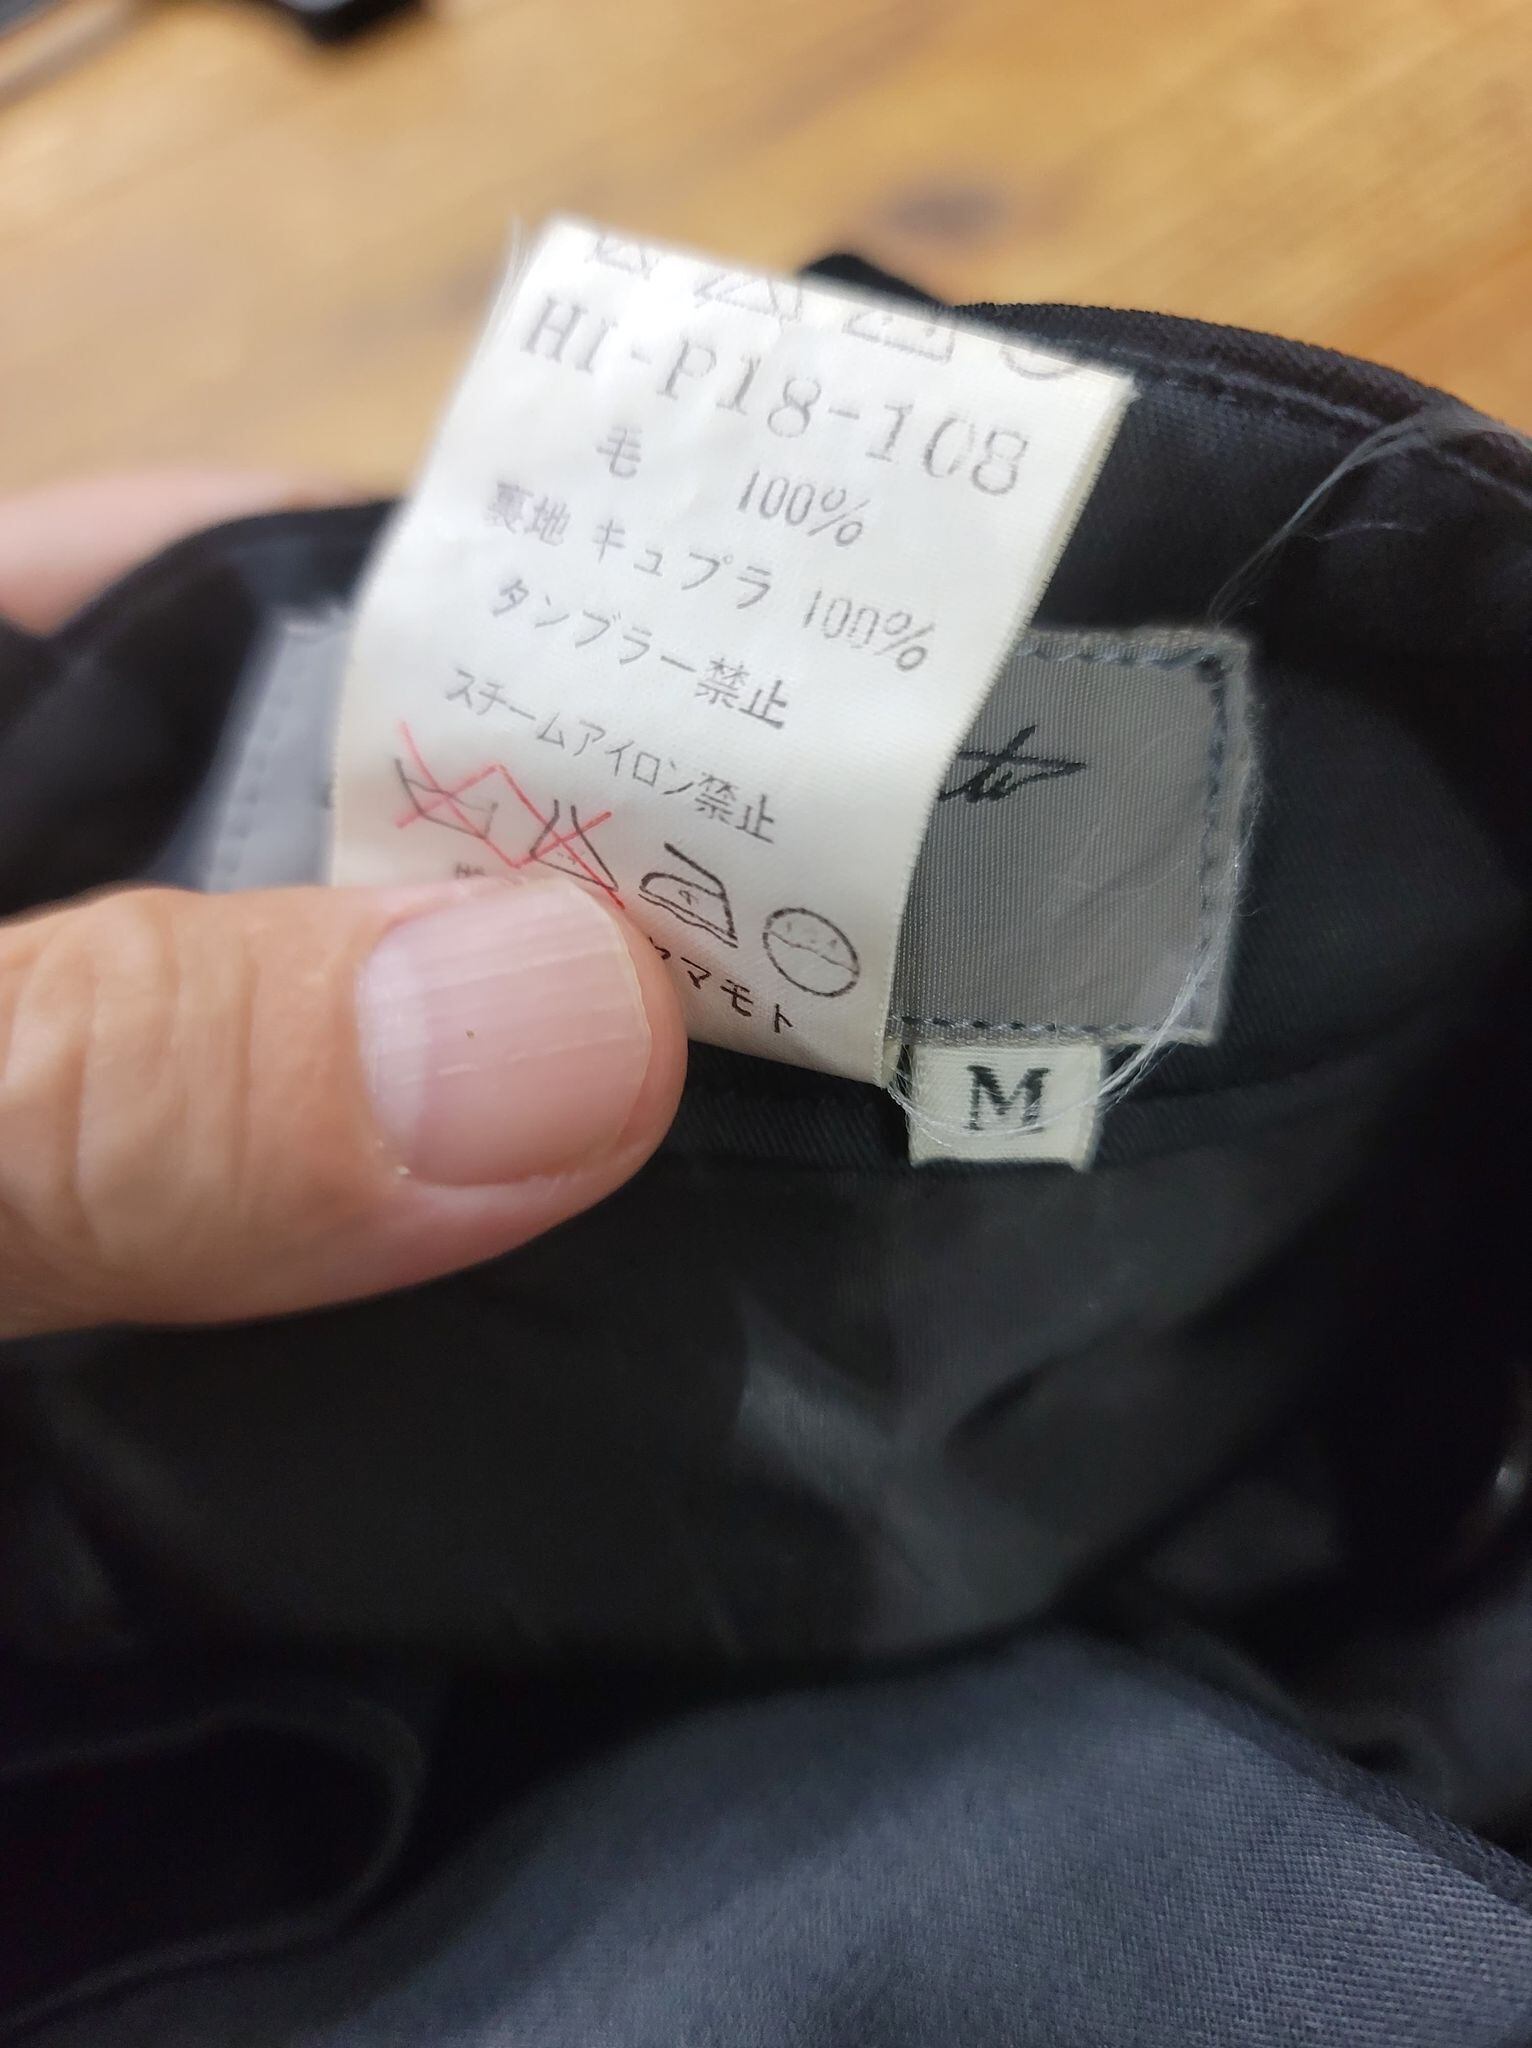 HI-P18-108
毛 100%
裏地 キュプラ 100%
タンブラー禁止
スチームアイロン禁止
ヤマモト
M